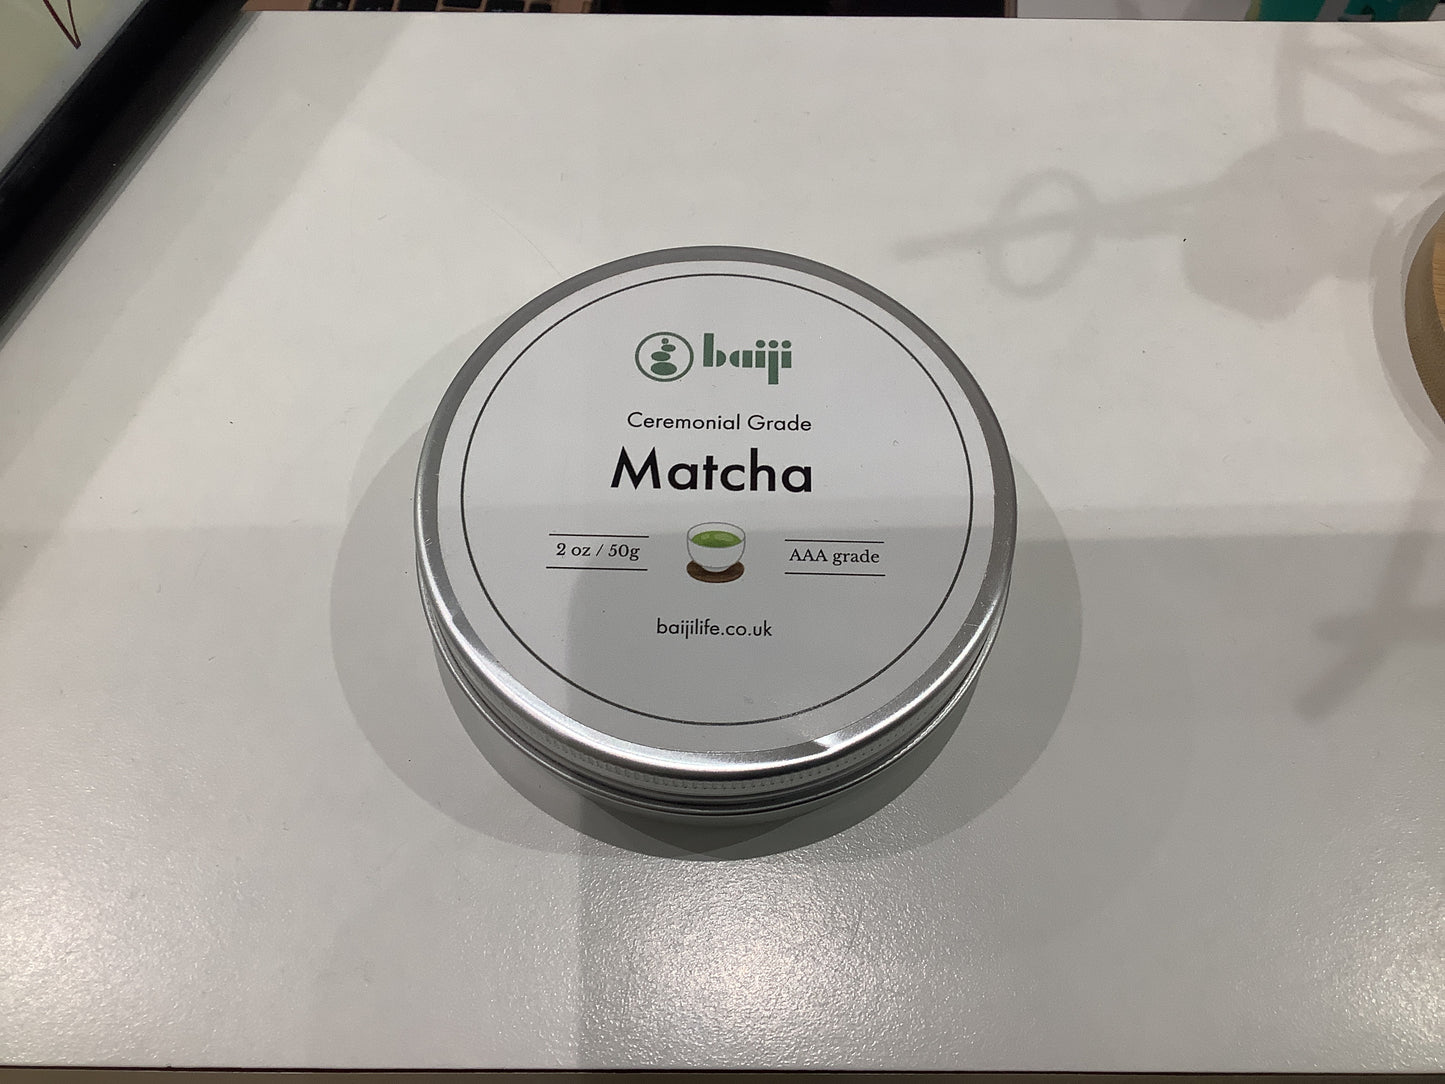 baiji
Ceremonial Grade
Matcha
2 oz / 50g
AAA grade
baijilife.co.uk